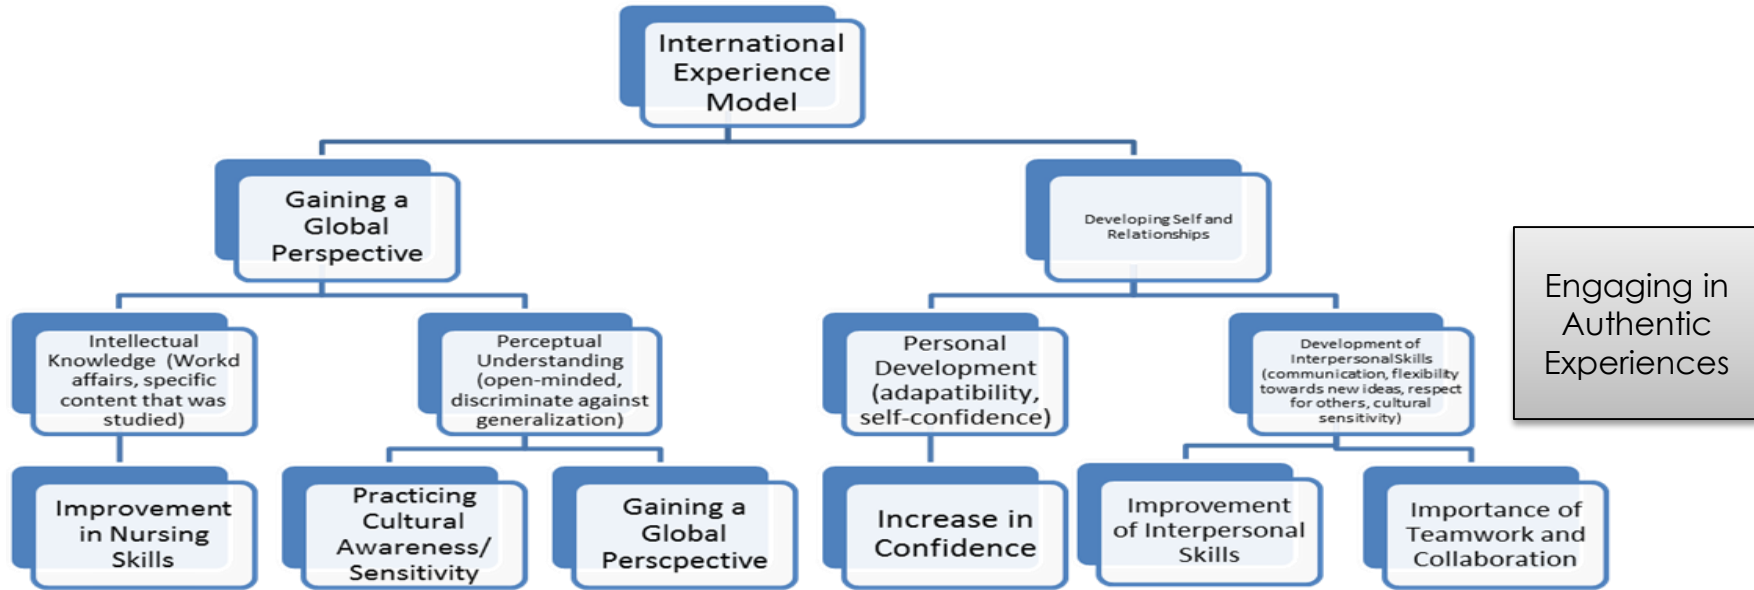 International
Experience
Model
Gaining a
Global
Perspective
Developing Self and
Relationships
Engaging in
Authentic
Experiences
Intellectual
Knowledge (Workd
affairs, specific
content that was
studied)
Perceptual
Understanding
(open-minded,
discriminate against
generalization)
Personal
Development
(adapatibility,
self-confidence)
Development of
Interpersonal Skills
(communication, flexibility
towards new ideas, respect
for others, cultural
sensitivity)
Improvement
in Nursing
Skills
Practicing
Cultural
Awareness/
Sensitivity
Gaining a
Global
Perscpective
Increase in
Confidence
Improvement
of Interpersonal
Skills
Importance of
Teamwork and
Collaboration